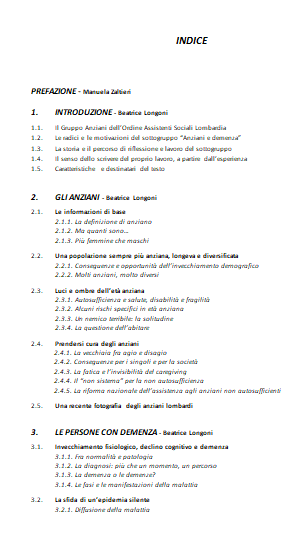 INDICE
PREFAZIONE - Manuela Zaltieri
1. INTRODUZIONE - Beatrice Longoni
1.1. Il Gruppo Anziani dell'Ordine Assistenti Sociali Lombardia
1.2. Le radici e le motivazioni del sottogruppo "Anziani e demenza"
1.3. La storia e il percorso di riflessione e lavoro del sottogruppo
1.4. Il senso dello scrivere del proprio lavoro, a partire dall'esperienza
1.5. Caratteristiche e destinatari del testo
2. GLI ANZIANI - Beatrice Longoni
2.1. Le informazioni di base
2.1.1. La definizione di anziano
2.1.2. Ma quanti sono...
2.1.3. Più femmine che maschi
2.2. Una popolazione sempre più anziana, longeva e diversificata
2.2.1. Conseguenze e opportunità dell'invecchiamento demografico
2.2.2. Molti anziani, molto diversi
2.3. Luci e ombre dell'età anziana
2.3.1. Autosufficienza e salute, disabilità e fragilità
2.3.2. Alcuni rischi specifici in età anziana
2.3.3. Un nemico terribile: la solitudine
2.3.4. La questione dell'abitare
2.4. Prendersi cura degli anziani
2.4.1. La vecchiaia fra agio e disagio
2.4.2. Conseguenze per i singoli e per la società
2.4.3. La fatica e l'invisibilità del caregiving
2.4.4. Il "non sistema" per la non autosufficienza
2.4.5. La riforma nazionale dell'assistenza agli anziani non autosufficienti
2.5. Una recente fotografia degli anziani lombardi
3. LE PERSONE CON DEMENZA - Beatrice Longoni
3.1. Invecchiamento fisiologico, declino cognitivo e demenza
3.1.1. Fra normalità e patologia
3.1.2. La diagnosi: più che un momento, un percorso
3.1.3. La demenza o le demenze?
3.1.4. Le fasi e le manifestazioni della malattia
3.2. La sfida di un'epidemia silente
3.2.1. Diffusione della malattia